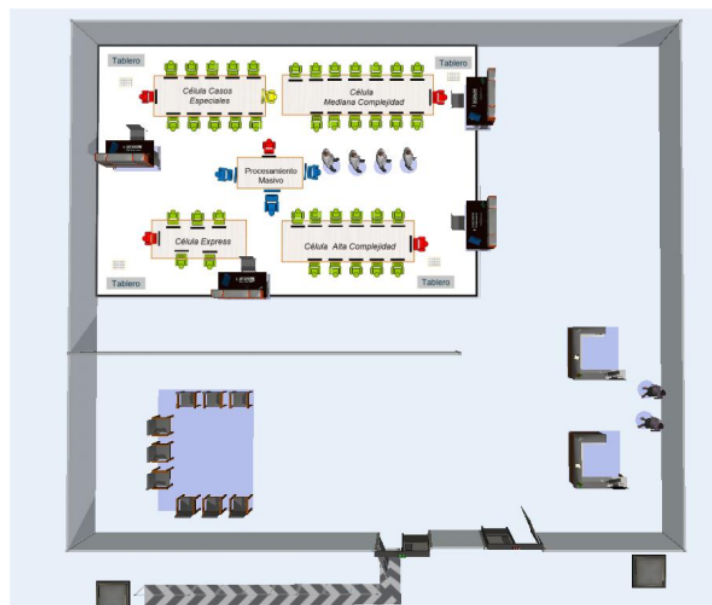 Tablero
Tablero
Célula Casos
Especiales
Célula
Mediana Complejidad
Procesamiento
Masivo
Célula Express
Célula Alta Complejidad
Tablero
Tablero